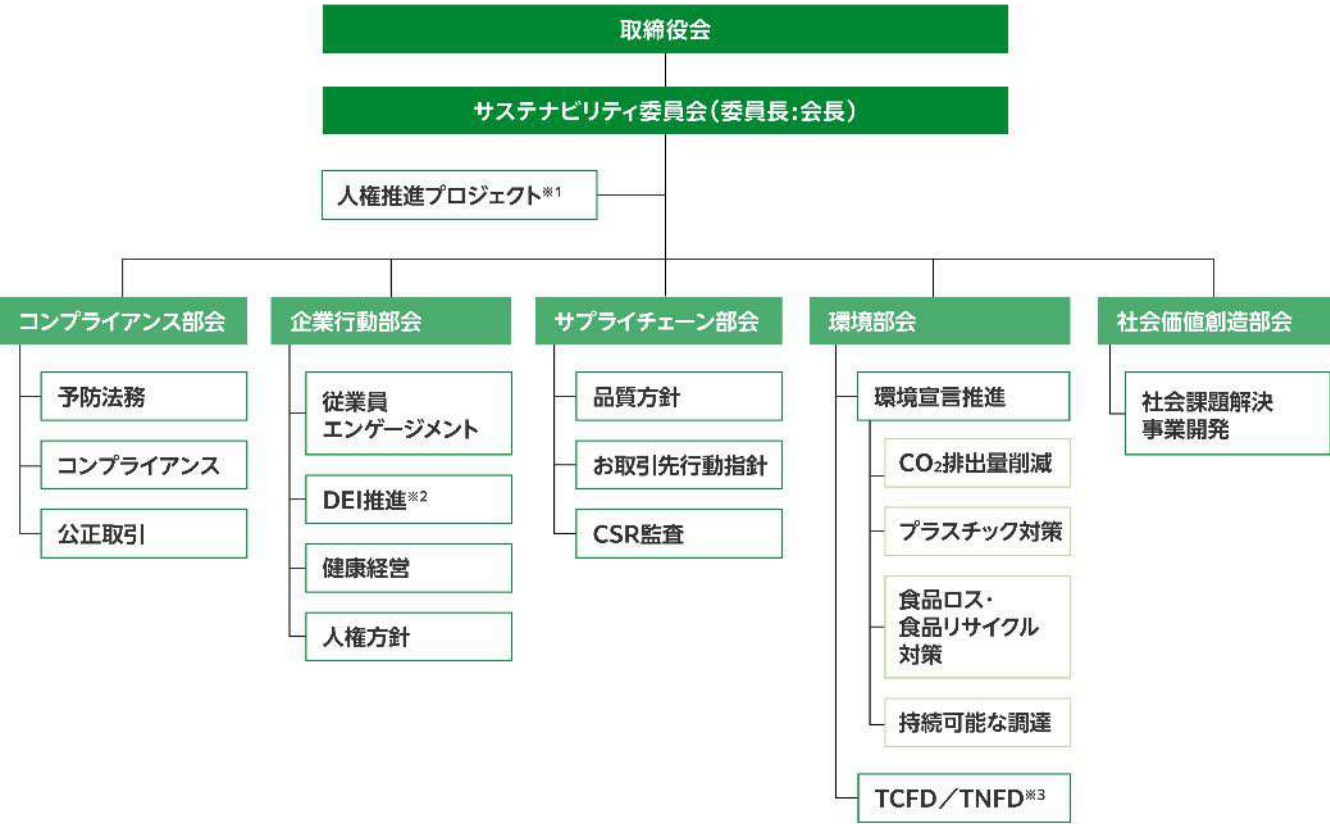 取締役会
サステナビリティ委員会(委員長:会長)
人権推進プロジェクト※1
コンプライアンス部会
予防法務
コンプライアンス
公正取引
企業行動部会
従業員
エンゲージメント
DEI推進※2
健康経営
人権方針
サプライチェーン部会
品質方針
お取引先行動指針
CSR監査
環境部会
環境宣言推進
CO₂排出量削減
プラスチック対策
食品ロス・
食品リサイクル
対策
持続可能な調達
TCFD／TNFD※3
社会価値創造部会
社会課題解決
事業開発